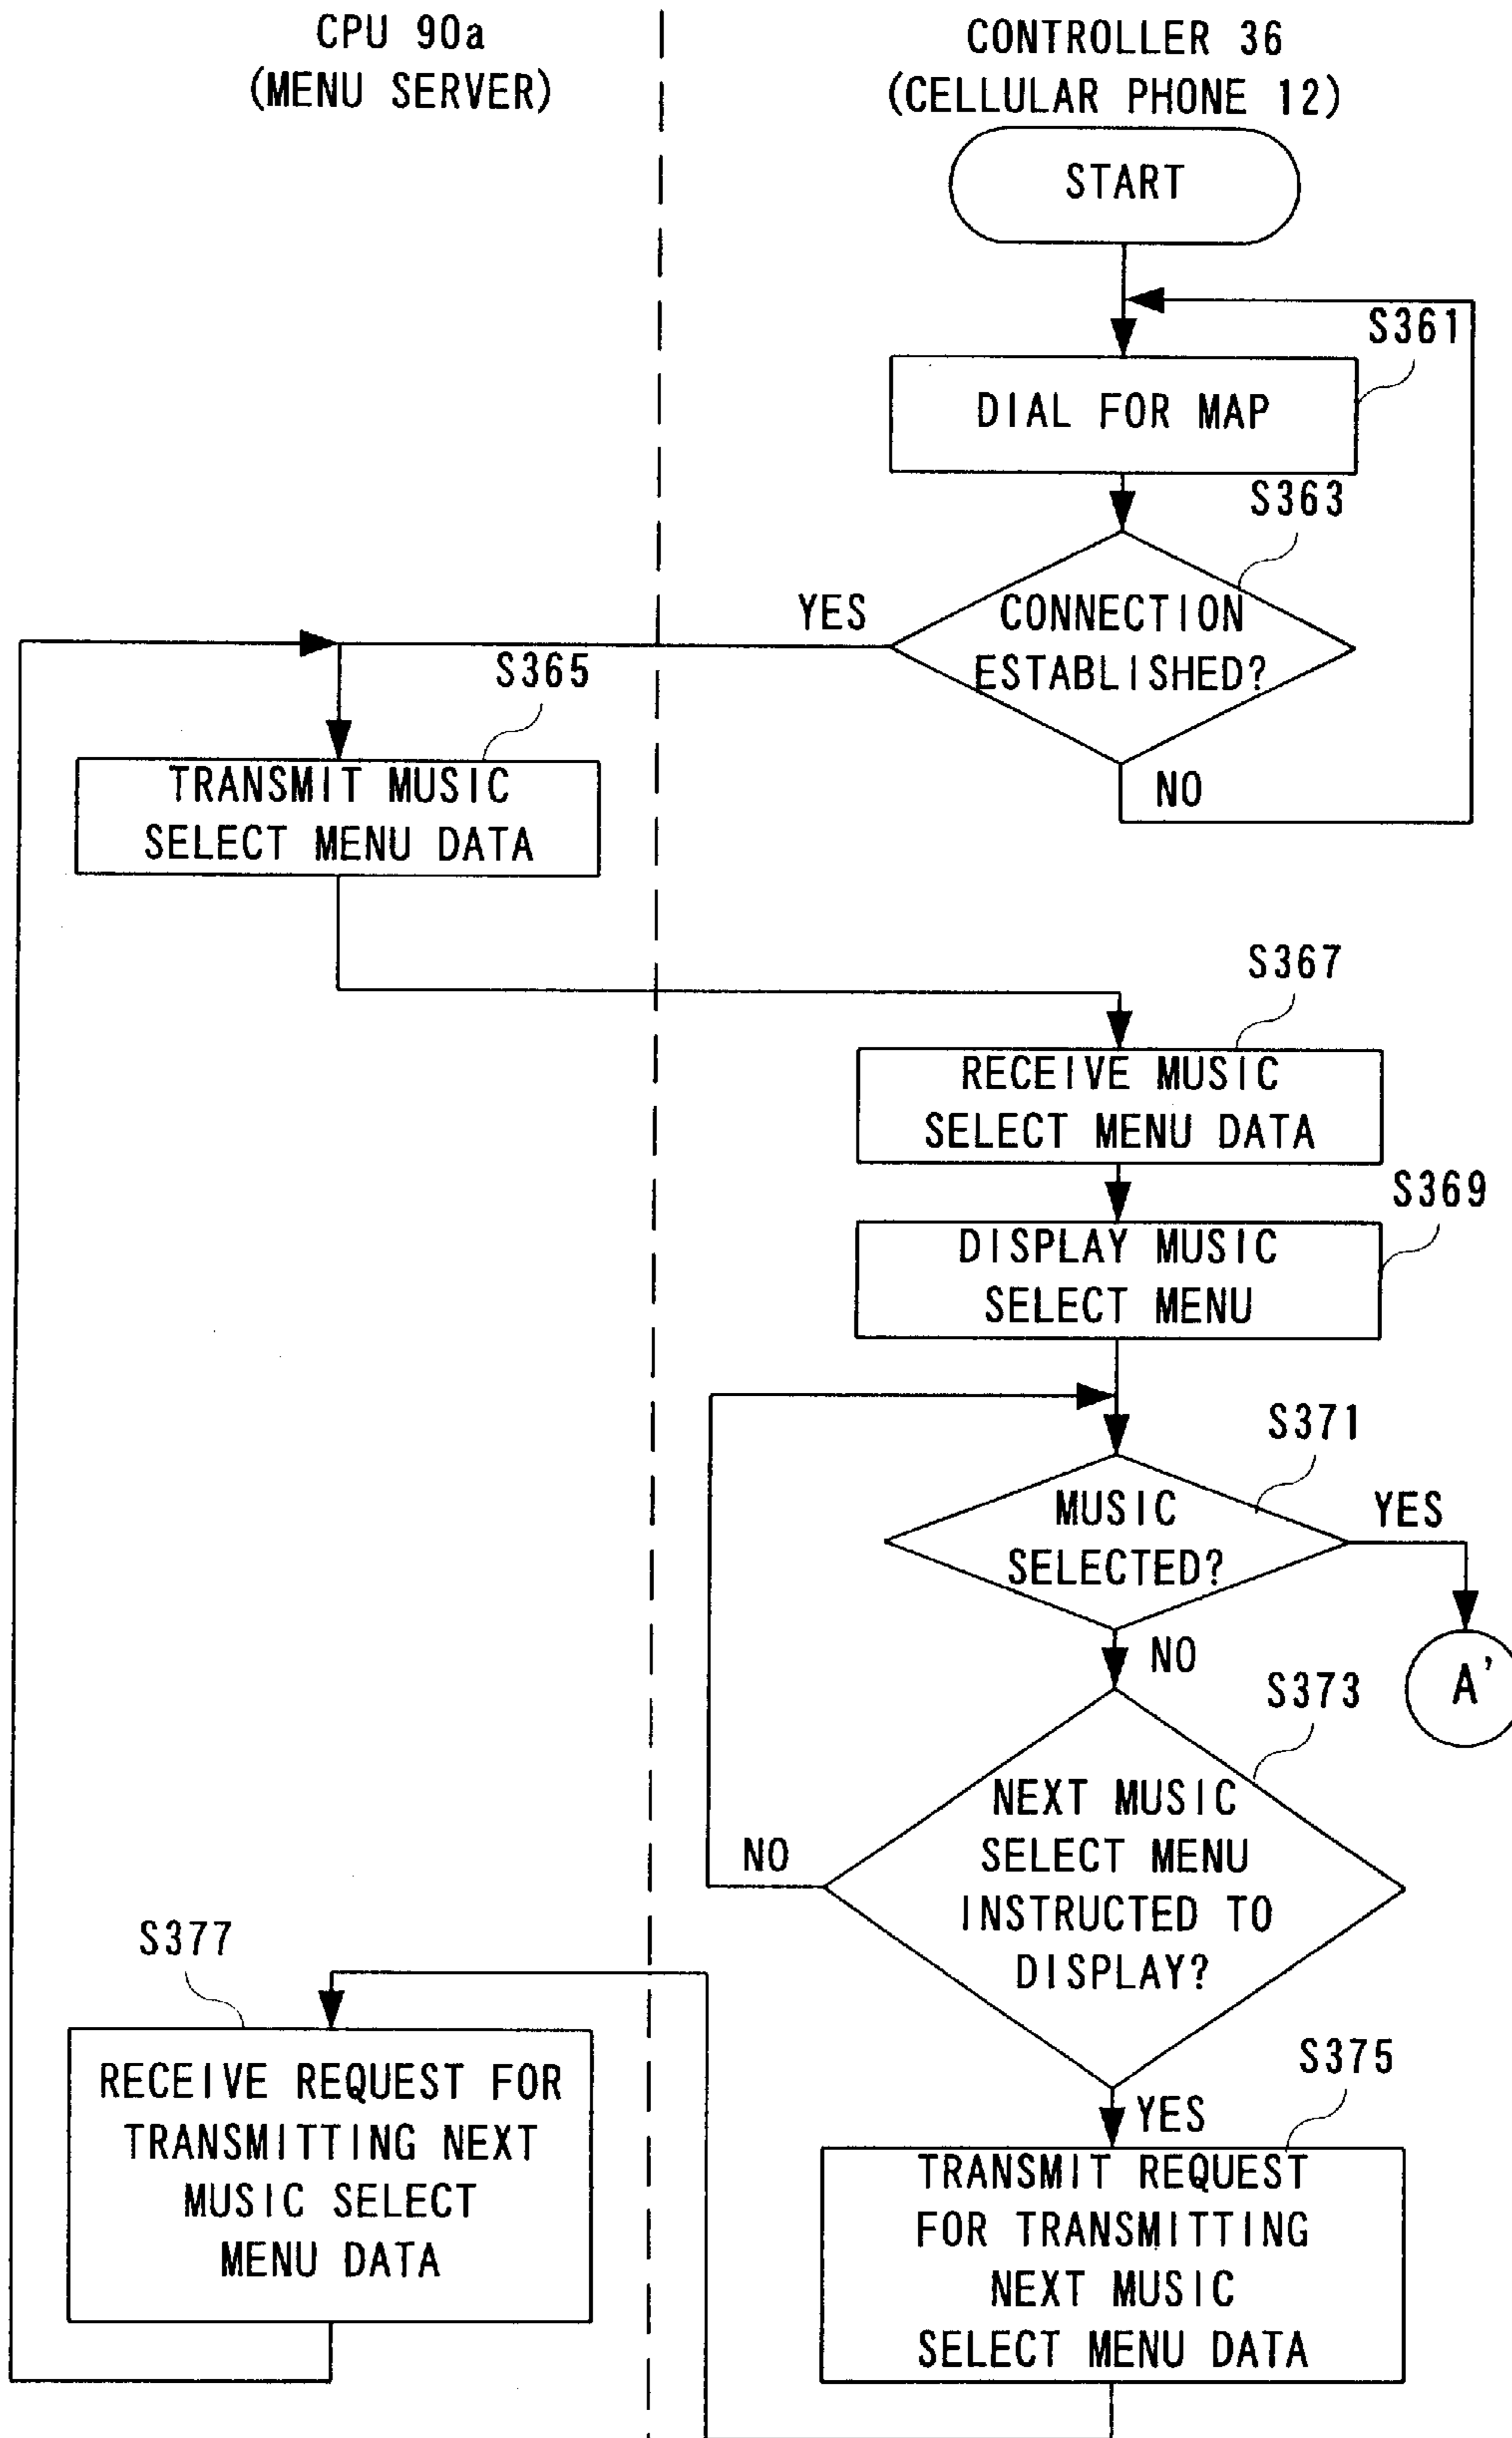 CPU 90a
(MENU SERVER)
CONTROLLER 36
(CELLULAR PHONE 12)
START
S361
DIAL FOR MAP
S363
CONNECTION
ESTABLISHED?
YES
NO
S365
TRANSMIT MUSIC
SELECT MENU DATA
S367
RECEIVE MUSIC
SELECT MENU DATA
S369
DISPLAY MUSIC
SELECT MENU
S371
MUSIC
SELECTED?
YES
A'
NO
S373
NEXT MUSIC
SELECT MENU
INSTRUCTED TO
DISPLAY?
NO
YES
S375
TRANSMIT REQUEST
FOR TRANSMITTING
NEXT MUSIC
SELECT MENU DATA
S377
RECEIVE REQUEST FOR
TRANSMITTING NEXT
MUSIC SELECT
MENU DATA